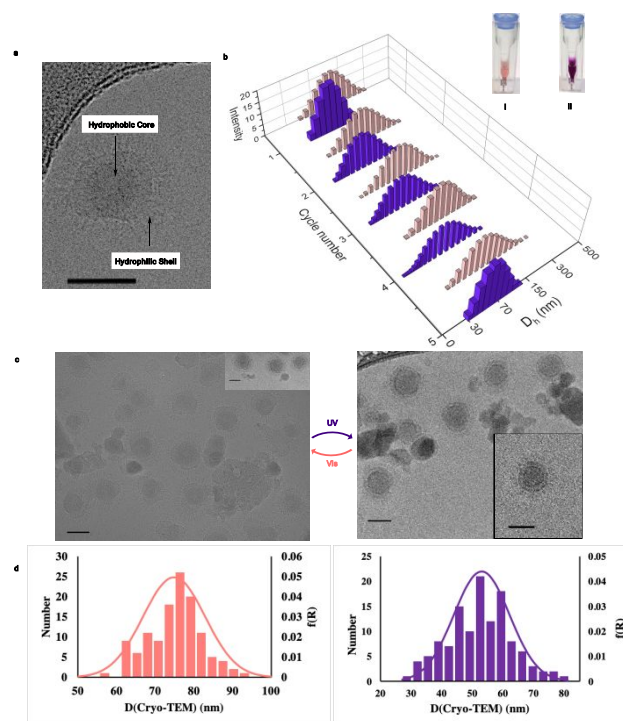 a
Hydrophobic Core
Hydrophilic Shell
b
I
II
Intensity
20
15
10
5
0
1
2
3
4
5
Cycle number
0
30
70
150
300
500
Dh (nm)
c
UV
Vis
d
Number
30
25
20
15
10
5
0
0.06
0.05
0.04
0.03
0.02
0.01
0
f(R)
50 60 70 80 90 100
D(Cryo-TEM) (nm)
Number
25
20
15
10
5
0
0.05
0.04
0.03
0.02
0.01
0
f(R)
20 30 40 50 60 70 80
D(Cryo-TEM) (nm)